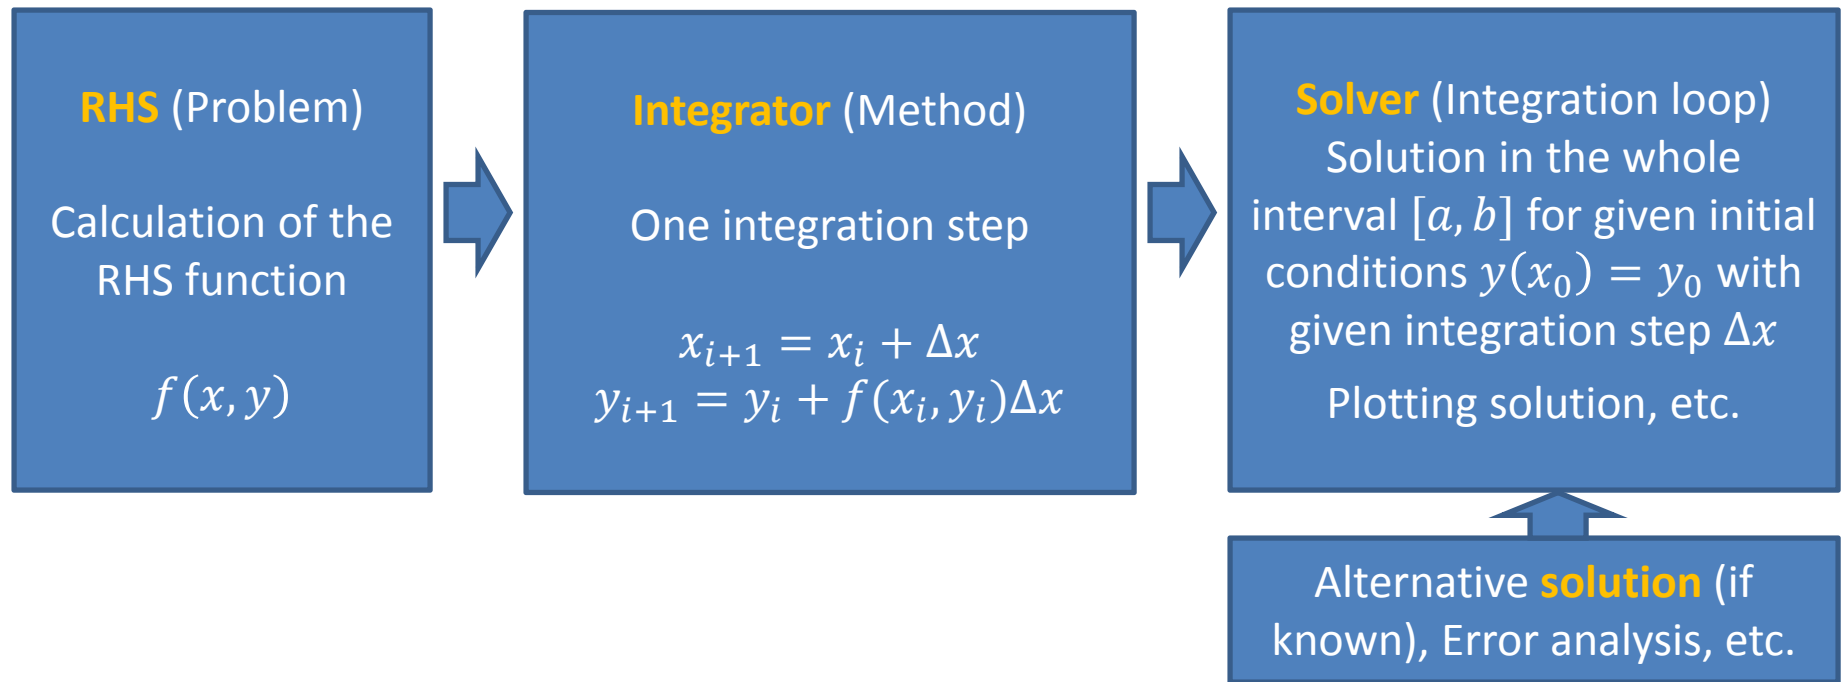 RHS (Problem)
Calculation of the
RHS function
f(x, y)
Integrator (Method)
One integration step
x_{i+1} = x_i + Δx
y_{i+1} = y_i + f(x_i, y_i)Δx
Solver (Integration loop)
Solution in the whole
interval [a, b] for given initial
conditions y(x_0) = y_0 with
given integration step Δx
Plotting solution, etc.
Alternative solution (if
known), Error analysis, etc.